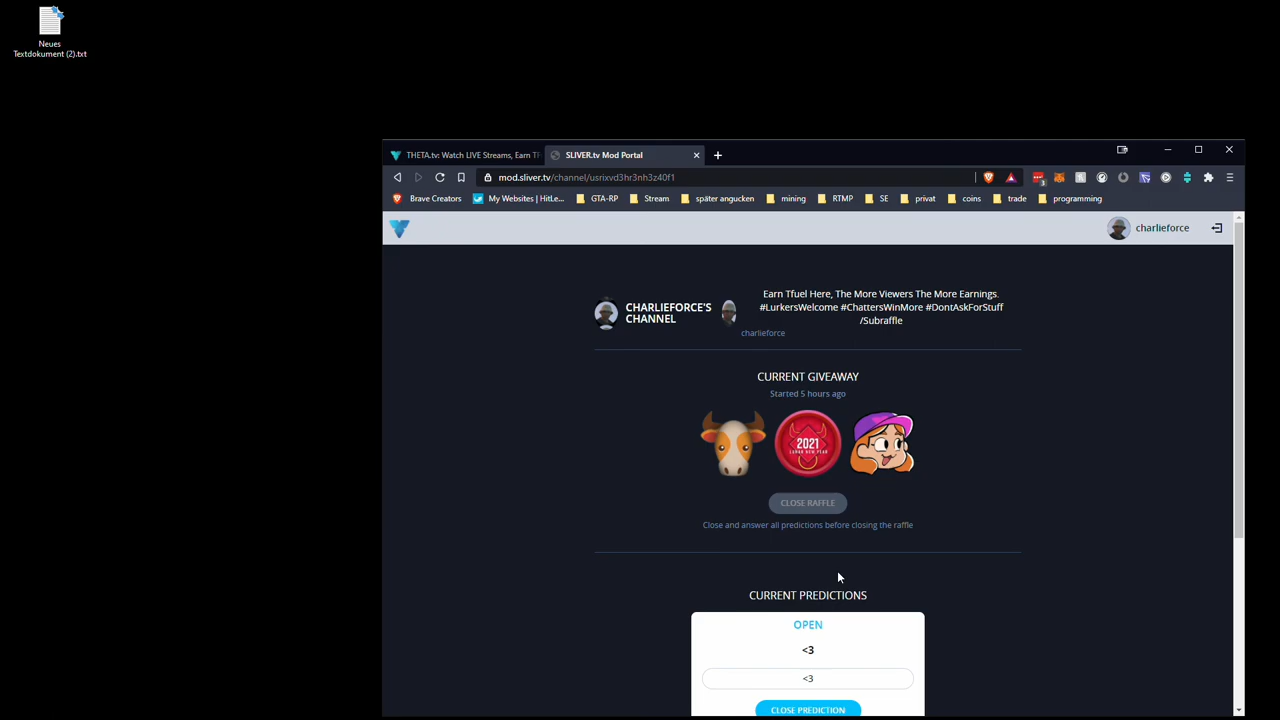 Neues
Textdokument (2).txt
THETA.tv: Watch LIVE Streams, Earn TF
SLIVER.tv Mod Portal
mod.sliver.tv/channel/usrixvd3hr3nh3z40f1
3
Brave Creators
My Websites | HitLe...
GTA-RP
Stream
später angucken
mining
RTMP
SE
privat
coins
trade
programming
charlieforce
CHARLIEFORCE'S
CHANNEL
Earn Tfuel Here, The More Viewers The More Earnings.
#LurkersWelcome #ChattersWinMore #DontAskForStuff
/Subraffle
charlieforce
CURRENT GIVEAWAY
Started 5 hours ago
2021
LUNAR NEW YEAR
CLOSE RAFFLE
Close and answer all predictions before closing the raffle
CURRENT PREDICTIONS
OPEN
<3
<3
CLOSE PREDICTION